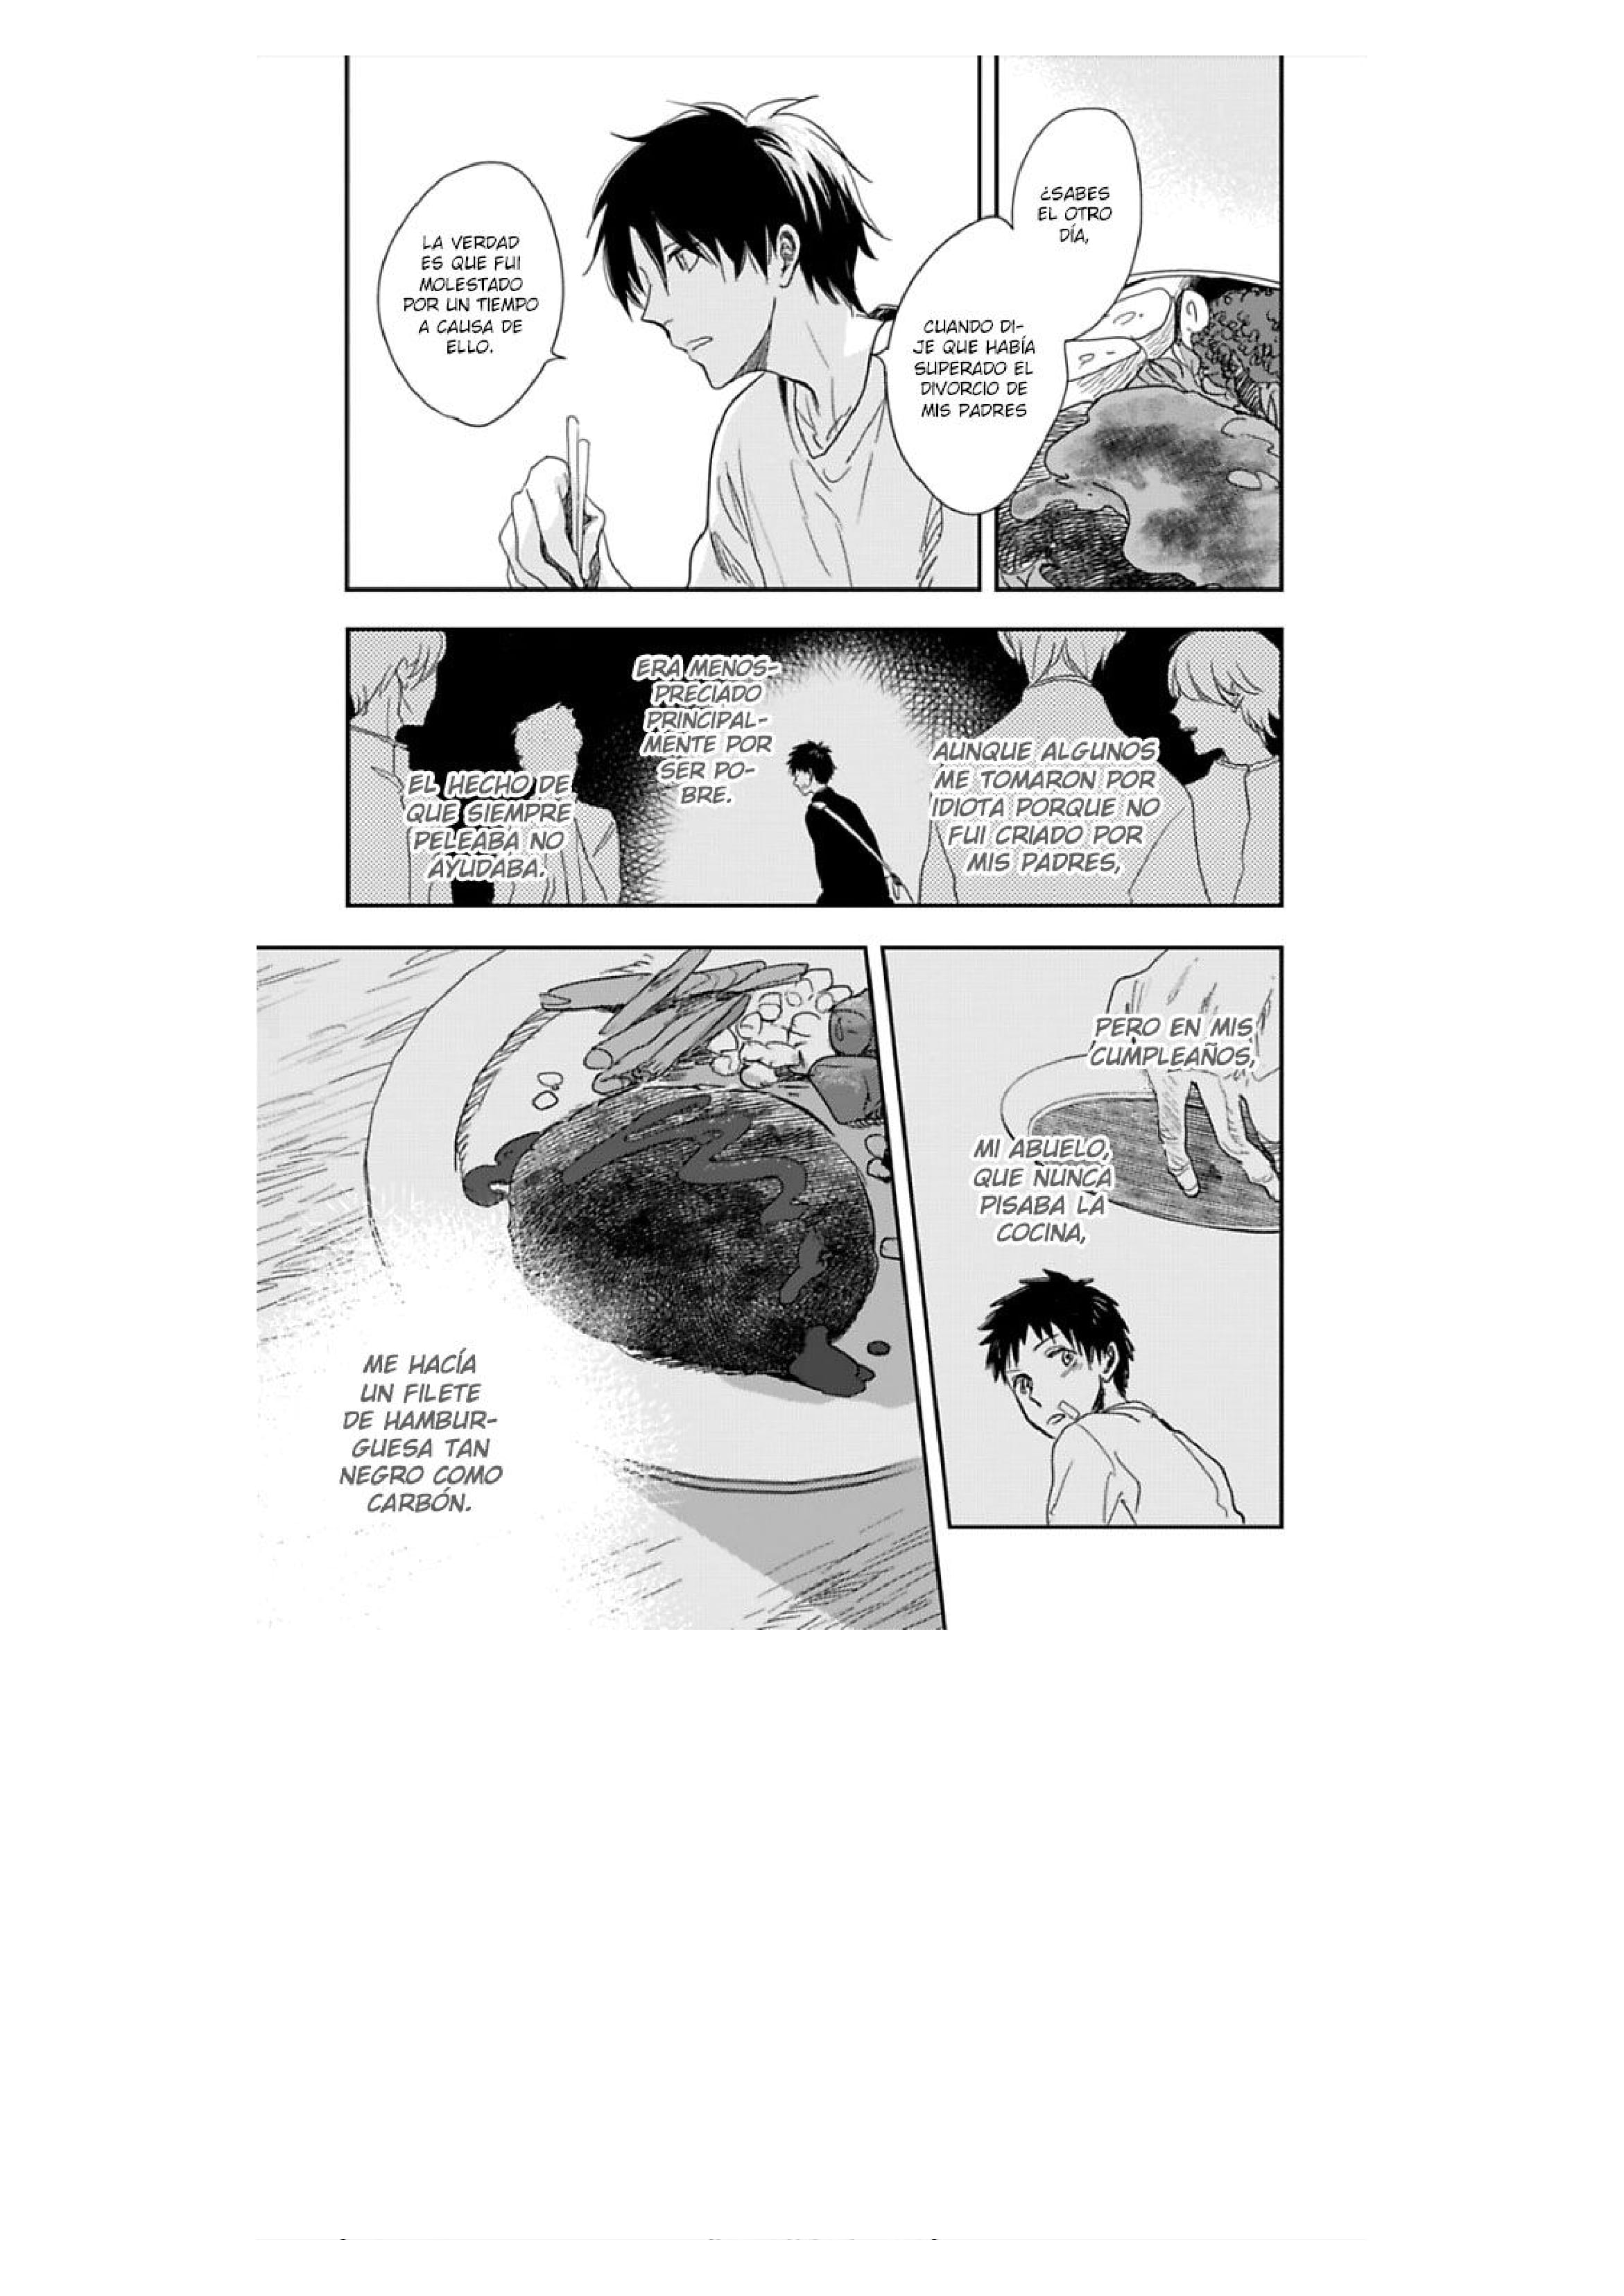 ¿SABES
EL OTRO
DÍA,
CUANDO DI-
JE QUE HABÍA
SUPERADO EL
DIVORCIO DE
MIS PADRES
LA VERDAD
ES QUE FUI
MOLESTADO
POR UN TIEMPO
A CAUSA DE
ELLO.
AUNQUE ALGUNOS
ME TOMARON POR
IDIOTA PORQUE NO
FUI CRIADO POR
MIS PADRES,
ERA MENOS-
PRECIADO
PRINCIPAL-
MENTE POR
SER PO-
BRE.
EL HECHO DE
QUE SIEMPRE
PELEABA NO
AYUDABA.
PERO EN MIS
CUMPLEAÑOS,
MI ABUELO,
QUE NUNCA
PISABA LA
COCINA,
ME HACÍA
UN FILETE
DE HAMBUR-
GUESA TAN
NEGRO COMO
CARBÓN.